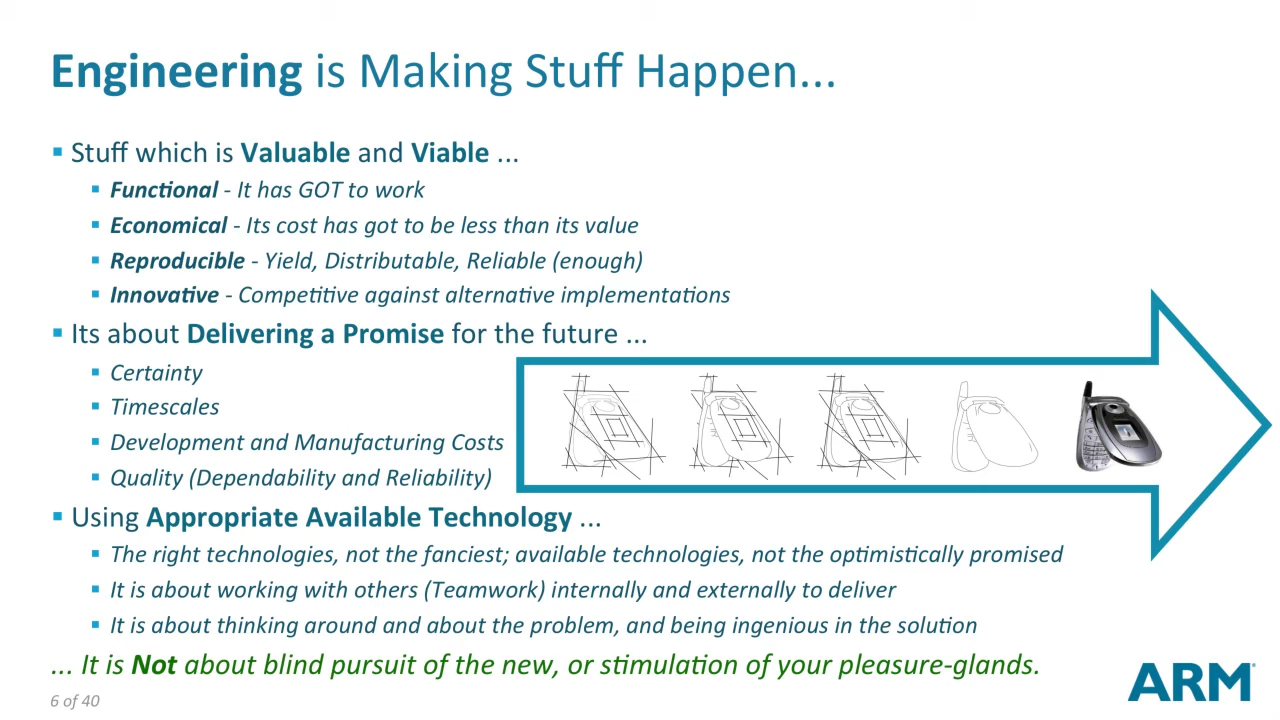 Engineering is Making Stuff Happen...
▪ Stuff which is Valuable and Viable ...
▪ Functional - It has GOT to work
▪ Economical - Its cost has got to be less than its value
▪ Reproducible - Yield, Distributable, Reliable (enough)
▪ Innovative - Competitive against alternative implementations
▪ Its about Delivering a Promise for the future ...
▪ Certainty
▪ Timescales
▪ Development and Manufacturing Costs
▪ Quality (Dependability and Reliability)
▪ Using Appropriate Available Technology ...
▪ The right technologies, not the fanciest; available technologies, not the optimistically promised
▪ It is about working with others (Teamwork) internally and externally to deliver
▪ It is about thinking around and about the problem, and being ingenious in the solution
... It is Not about blind pursuit of the new, or stimulation of your pleasure-glands.
6 of 40
ARM®